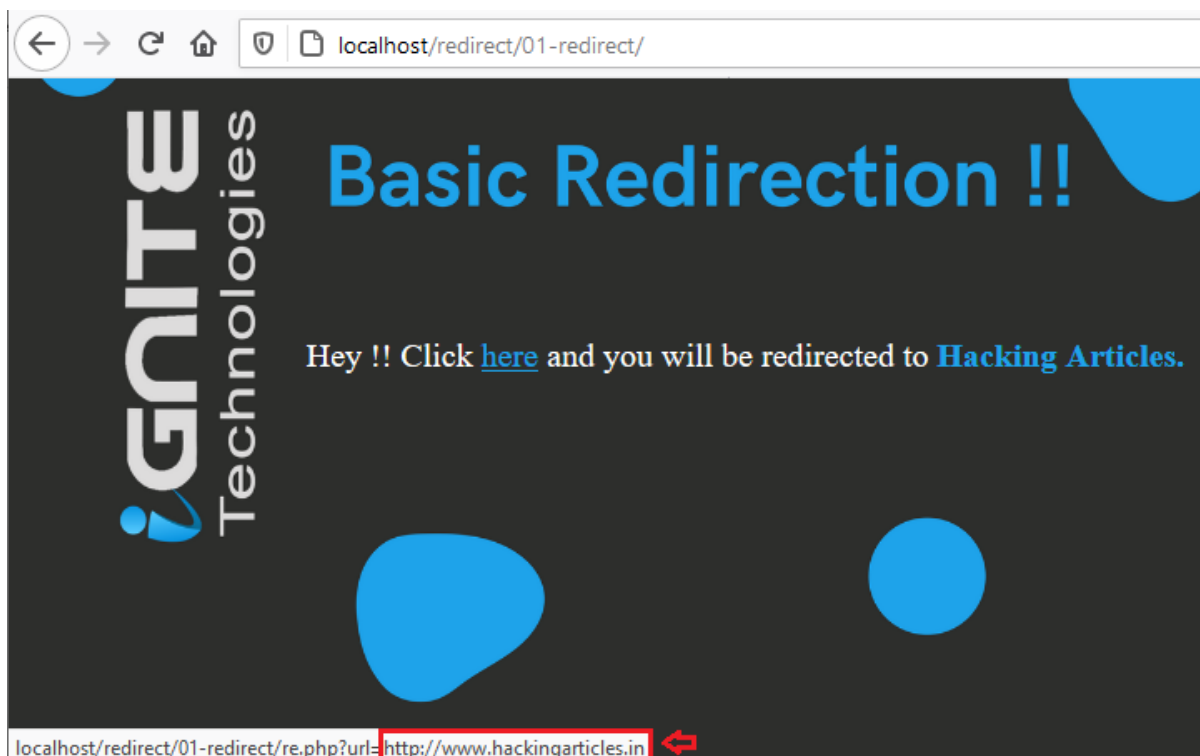 localhost/redirect/01-redirect/
iGNITE
Technologies
Basic Redirection !!
Hey !! Click here and you will be redirected to Hacking Articles.
localhost/redirect/01-redirect/re.php?url=http://www.hackingarticles.in